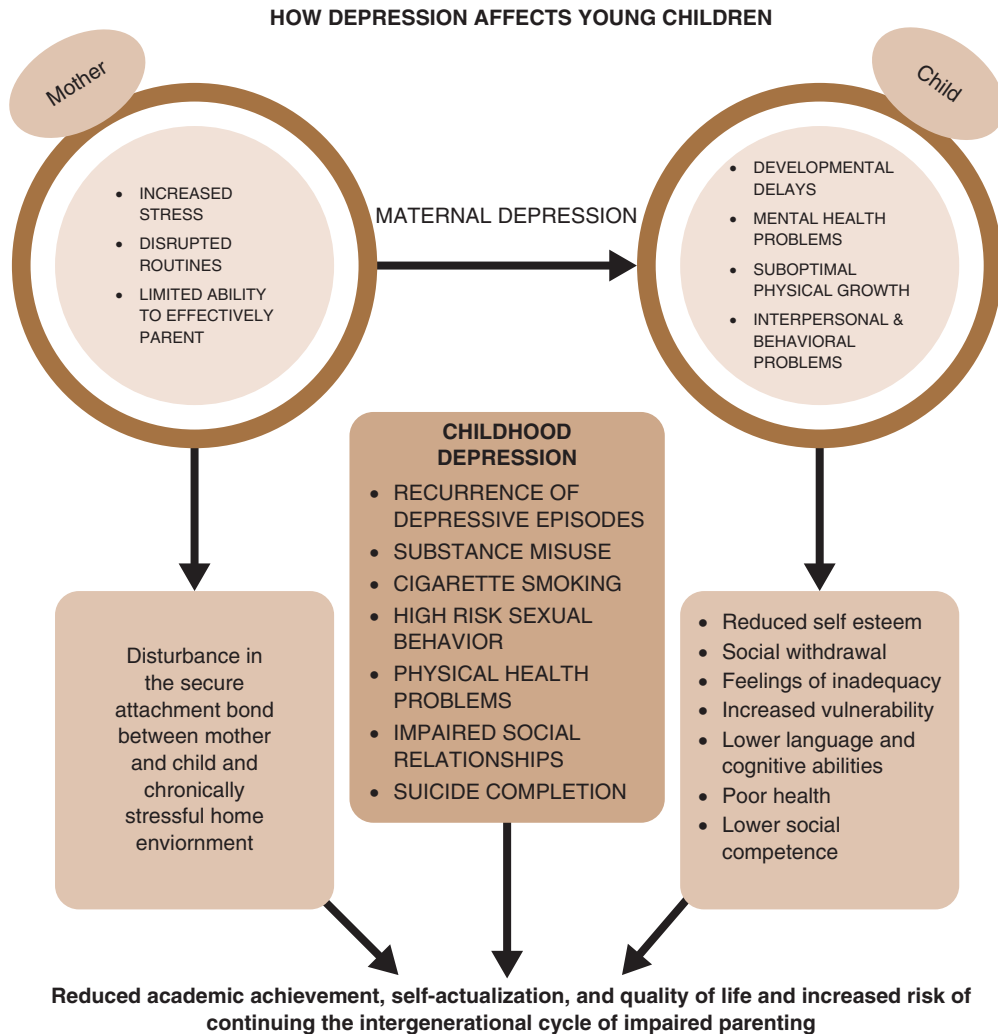 HOW DEPRESSION AFFECTS YOUNG CHILDREN
Mother
Child
• INCREASED
STRESS
• DISRUPTED
ROUTINES
• LIMITED ABILITY
TO EFFECTIVELY
PARENT
MATERNAL DEPRESSION
• DEVELOPMENTAL
DELAYS
• MENTAL HEALTH
PROBLEMS
• SUBOPTIMAL
PHYSICAL GROWTH
• INTERPERSONAL &
BEHAVIORAL
PROBLEMS
Disturbance in
the secure
attachment bond
between mother
and child and
chronically
stressful home
enviornment
CHILDHOOD
DEPRESSION
• RECURRENCE OF
DEPRESSIVE EPISODES
• SUBSTANCE MISUSE
• CIGARETTE SMOKING
• HIGH RISK SEXUAL
BEHAVIOR
• PHYSICAL HEALTH
PROBLEMS
• IMPAIRED SOCIAL
RELATIONSHIPS
• SUICIDE COMPLETION
• Reduced self esteem
• Social withdrawal
• Feelings of inadequacy
• Increased vulnerability
• Lower language and
cognitive abilities
• Poor health
• Lower social
competence
Reduced academic achievement, self-actualization, and quality of life and increased risk of
continuing the intergenerational cycle of impaired parenting